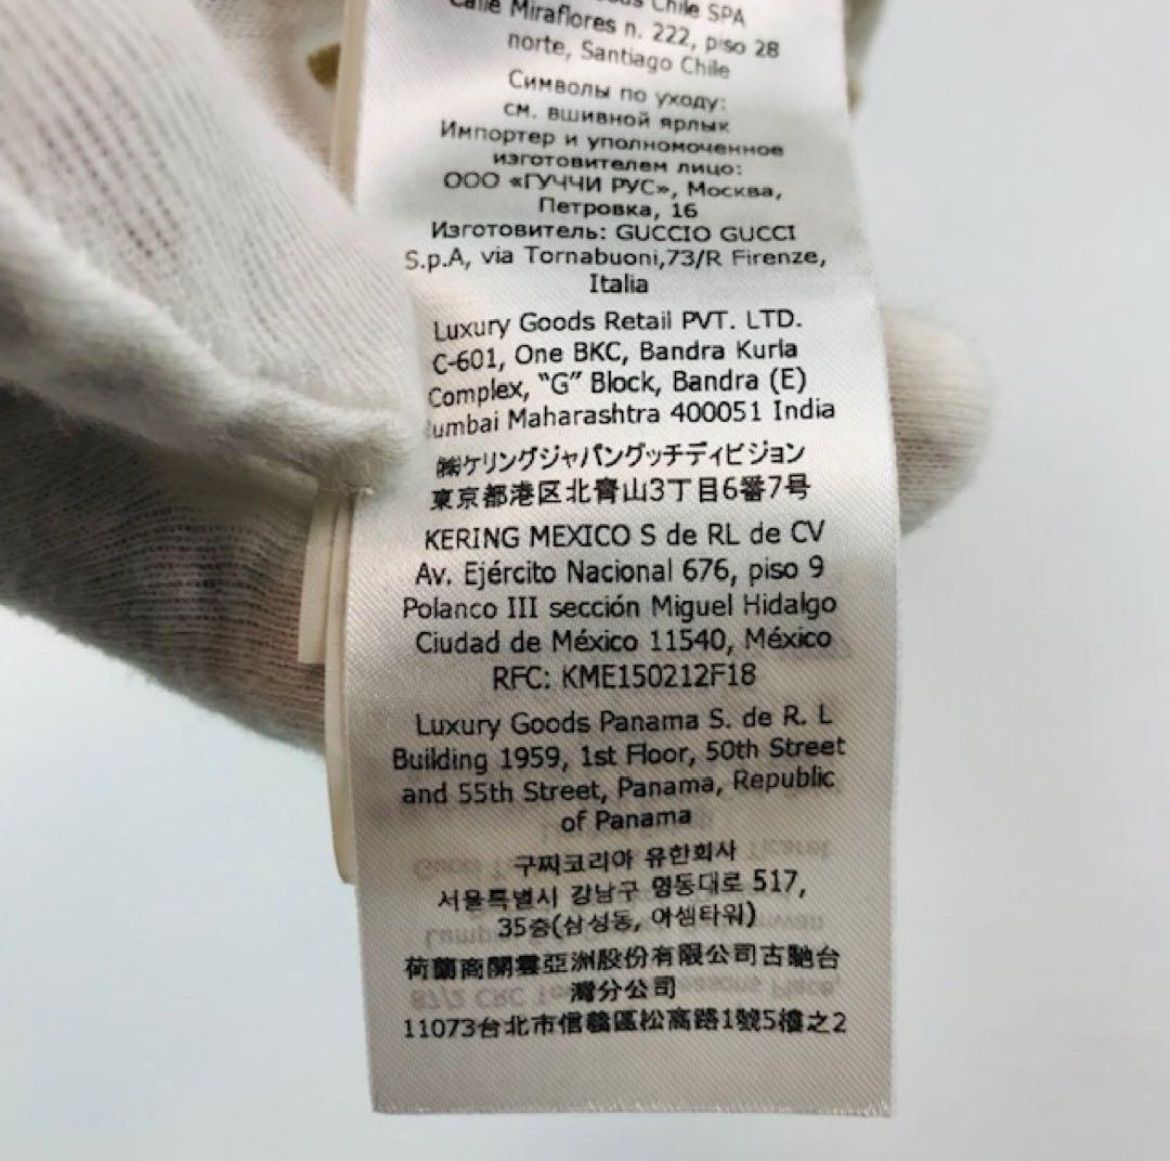 Chile SPA
Calle Miraflores n. 222, piso 28
norte, Santiago Chile
Символы по уходу:
см. вшивной ярлык
Импортер и уполномоченное
изготовителем лицо:
ООО «ГУЧЧИ РУС», Москва,
Петровка, 16
Изготовитель: GUCCIO GUCCI
S.p.A, via Tornabuoni,73/R Firenze,
Italia
Luxury Goods Retail PVT. LTD.
C-601, One BKC, Bandra Kurla
Complex, “G” Block, Bandra (E)
umbai Maharashtra 400051 India
㈱ケリングジャパングッチディビジョン
東京都港区北青山3丁目6番7号
KERING MEXICO S de RL de CV
Av. Ejército Nacional 676, piso 9
Polanco III sección Miguel Hidalgo
Ciudad de México 11540, México
RFC: KME150212F18
Luxury Goods Panama S. de R. L
Building 1959, 1st Floor, 50th Street
and 55th Street, Panama, Republic
of Panama
구찌코리아 유한회사
서울특별시 강남구 영동대로 517,
35층(삼성동, 아셈타워)
荷蘭商開雲亞洲股份有限公司古馳台
灣分公司
11073台北市信義區松高路1號5樓之2